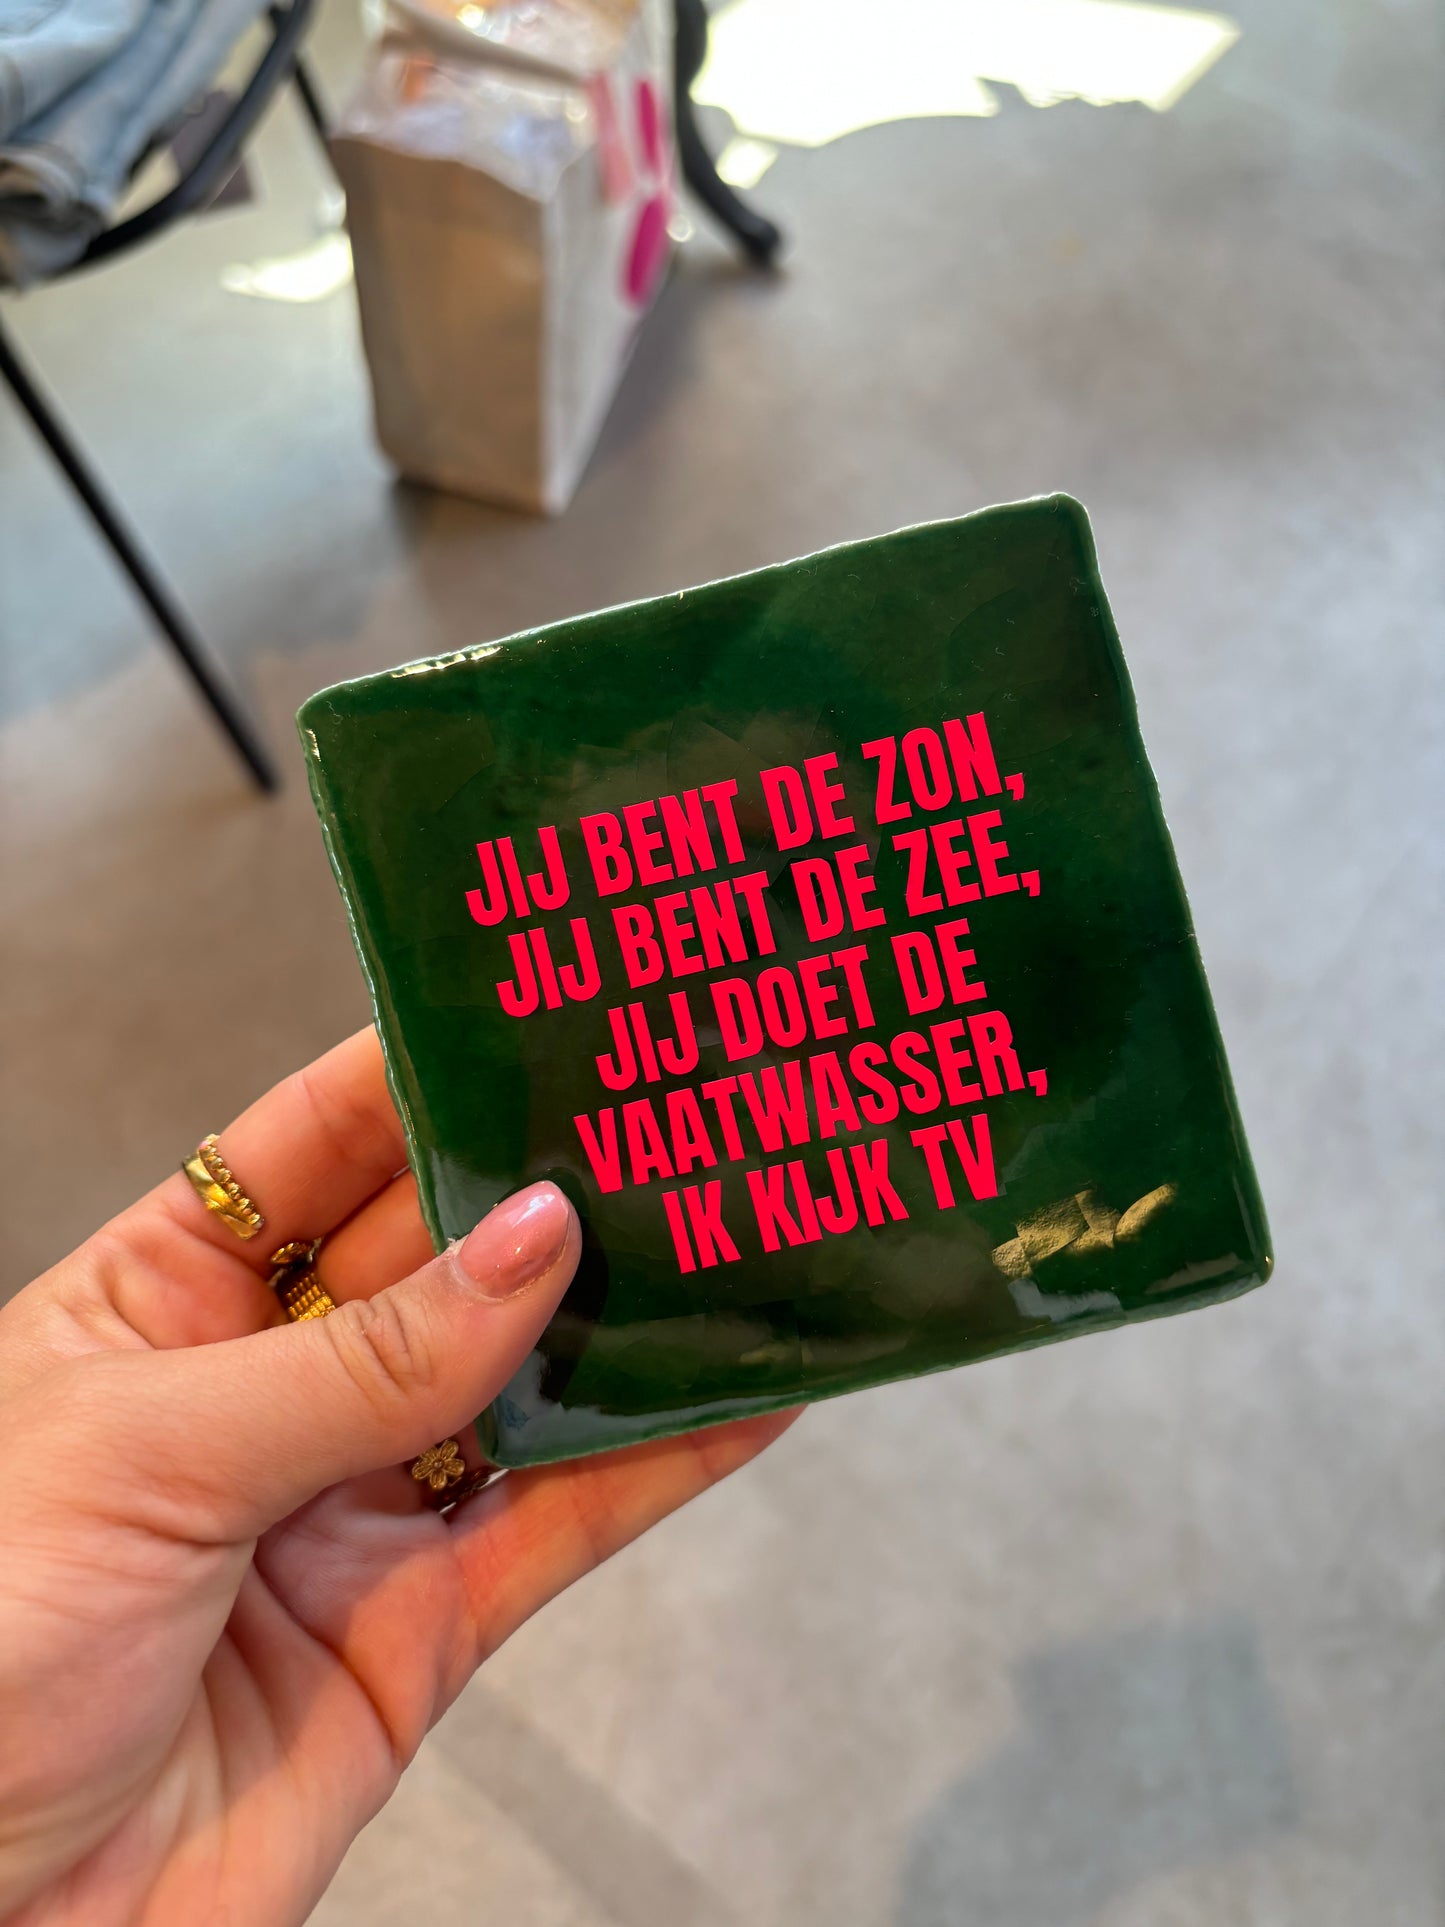 JIJ BENT DE ZON,
JIJ BENT DE ZEE,
JIJ DOET DE
VAATWASSER,
IK KIJK TV